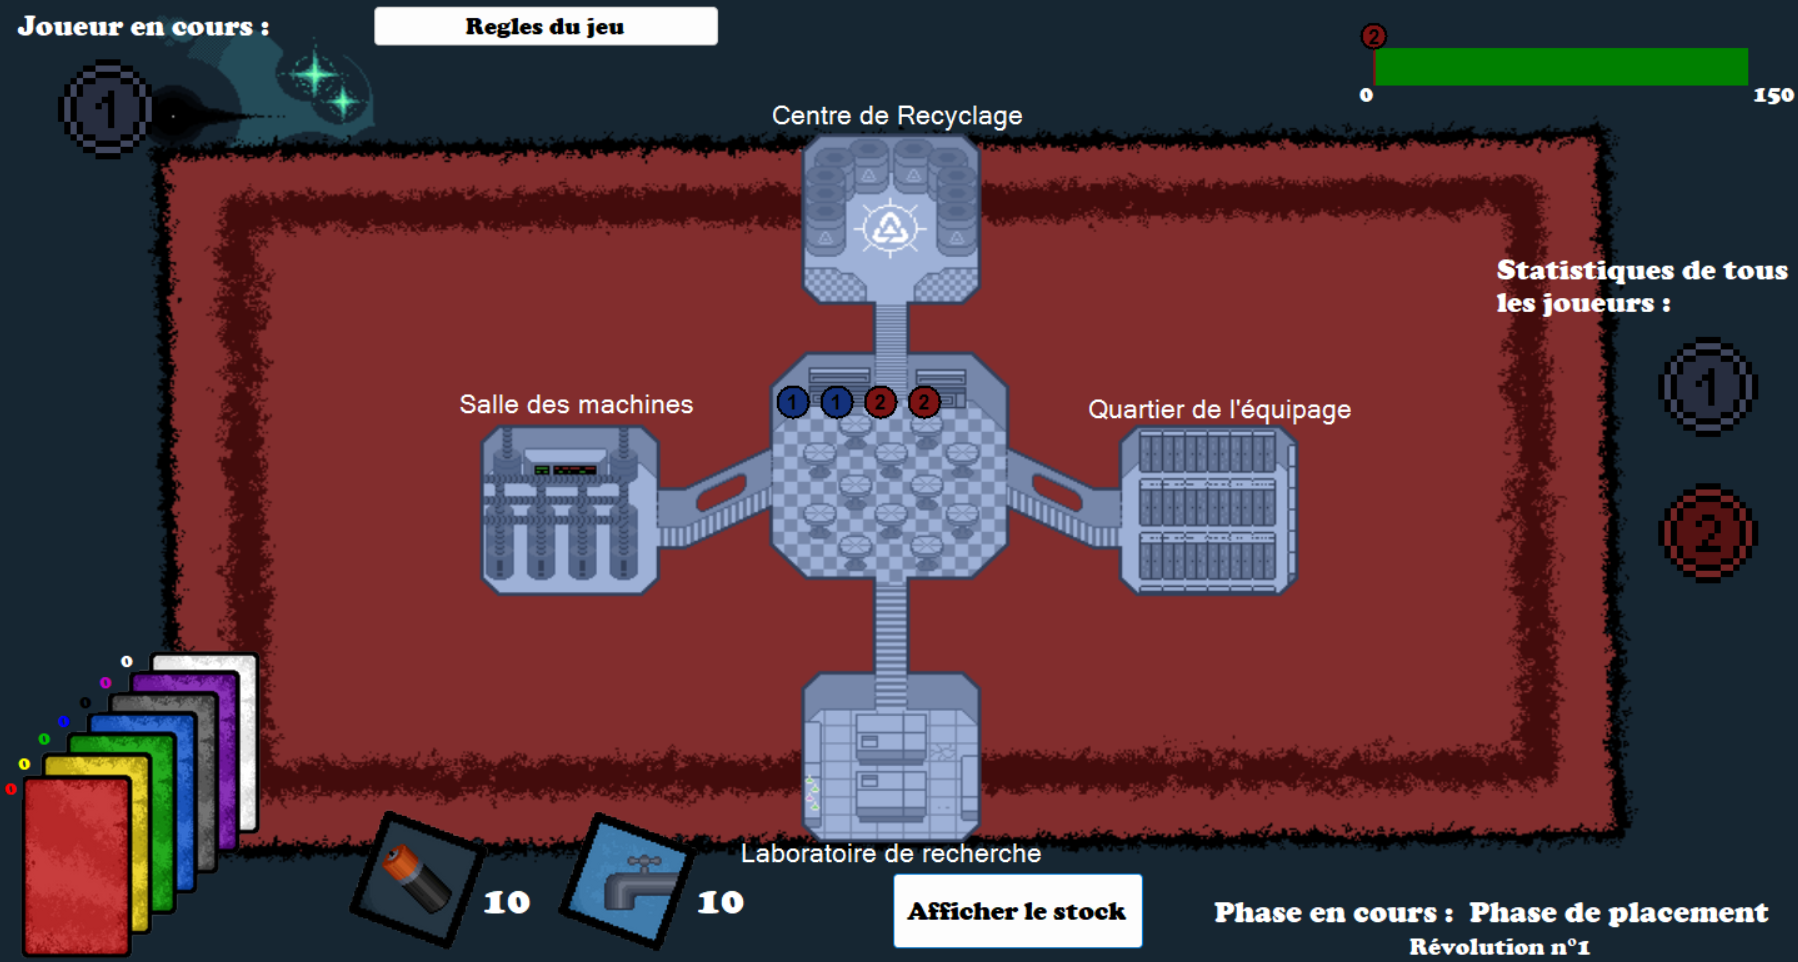 Joueur en cours :
Regles du jeu
1
2
0
150
Centre de Recyclage
Statistiques de tous
les joueurs :
1
Salle des machines
1
1
2
2
Quartier de l'équipage
2
0
0
0
0
0
0
0
Laboratoire de recherche
10
10
Afficher le stock
Phase en cours : Phase de placement
Révolution n°1